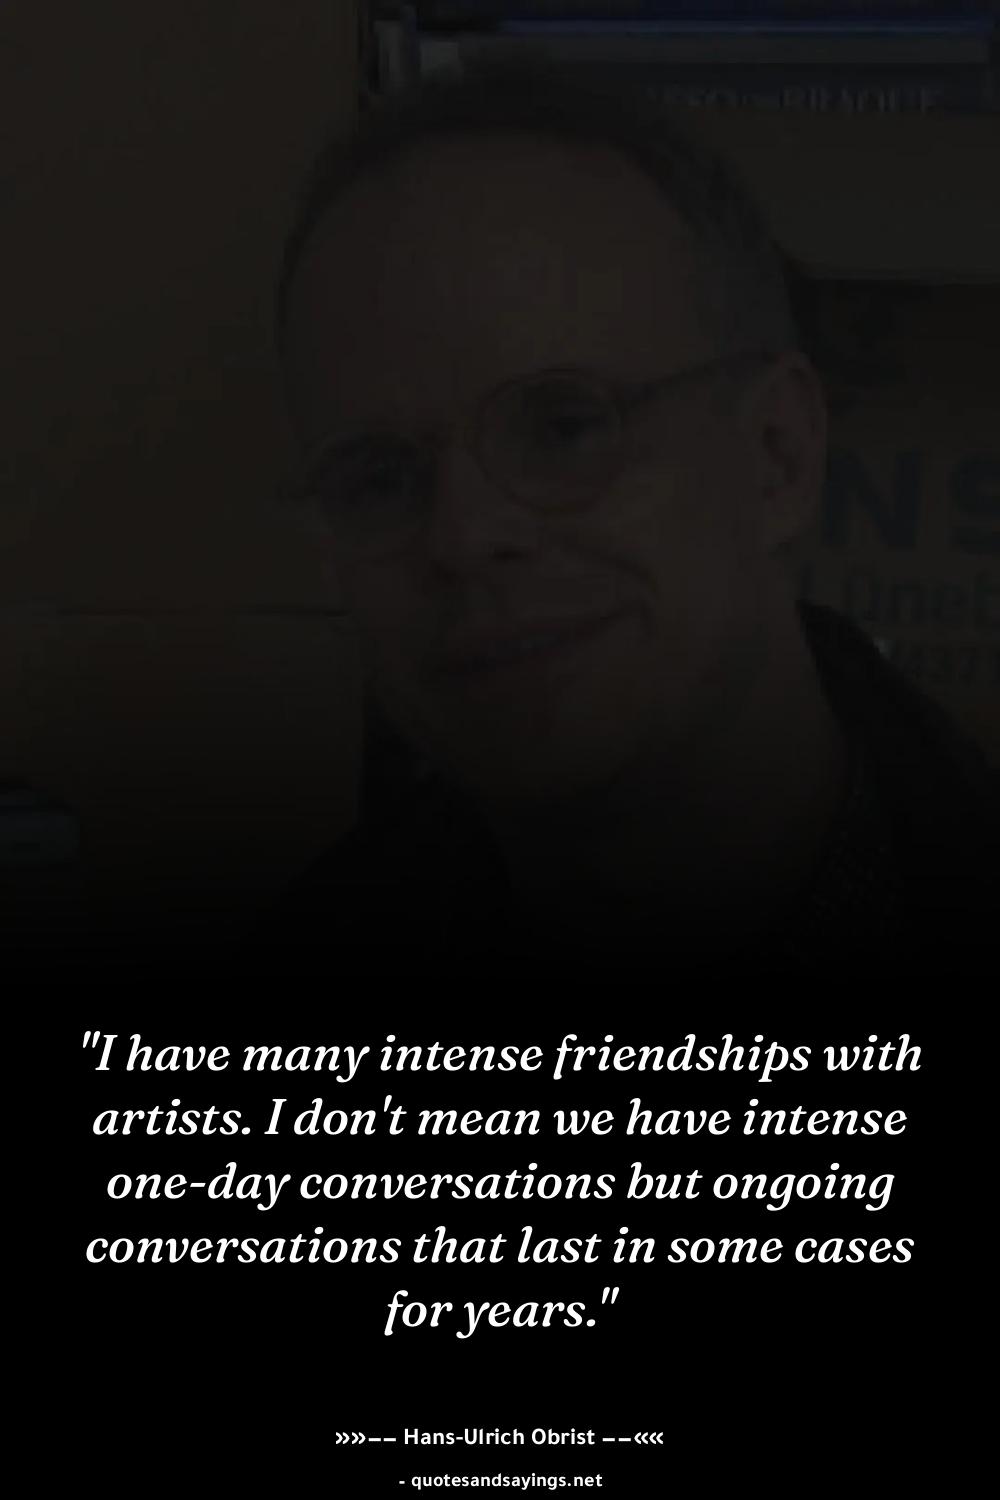 "I have many intense friendships with
artists. I don't mean we have intense
one-day conversations but ongoing
conversations that last in some cases
for years."
»»−− Hans-Ulrich Obrist −−««
- quotesandsayings.net